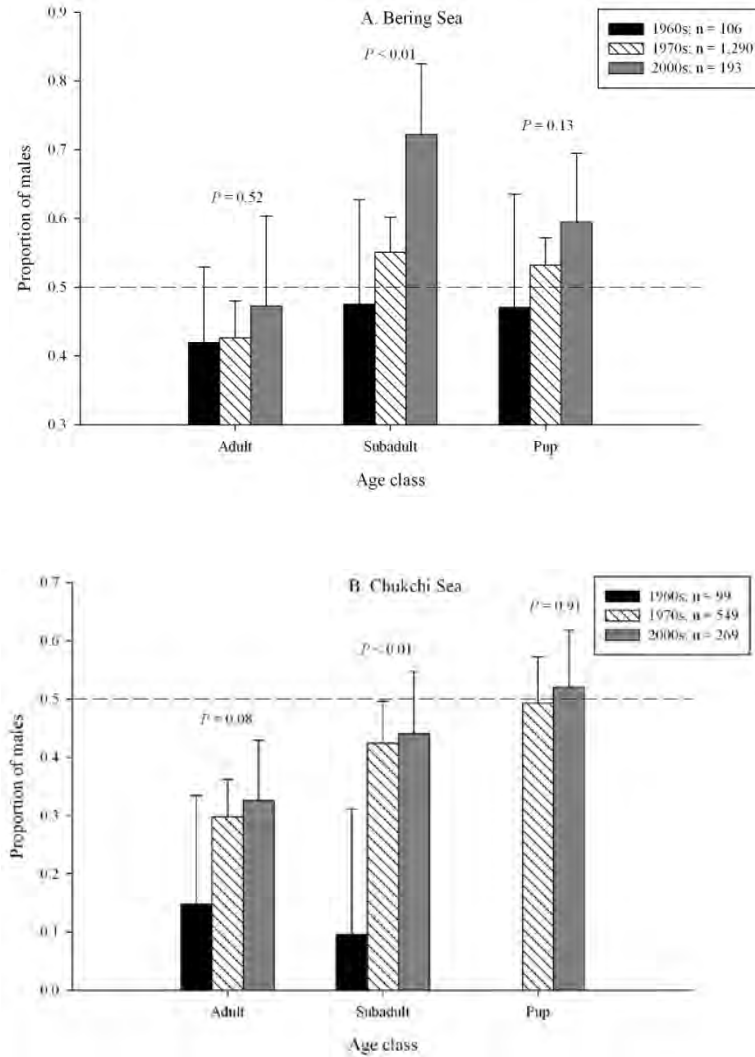 A. Bering Sea
1960s; n = 106
1970s; n = 1,290
2000s; n = 193
P < 0.01
P = 0.13
P = 0.52
Proportion of males
0.9
0.8
0.7
0.6
0.5
0.4
0.3
Adult
Subadult
Pup
Age class
B. Chukchi Sea
1960s; n = 99
1970s; n = 549
2000s; n = 269
P = 0.91
P < 0.01
P = 0.08
Proportion of males
0.7
0.6
0.5
0.4
0.3
0.2
0.1
0.0
Adult
Subadult
Pup
Age class